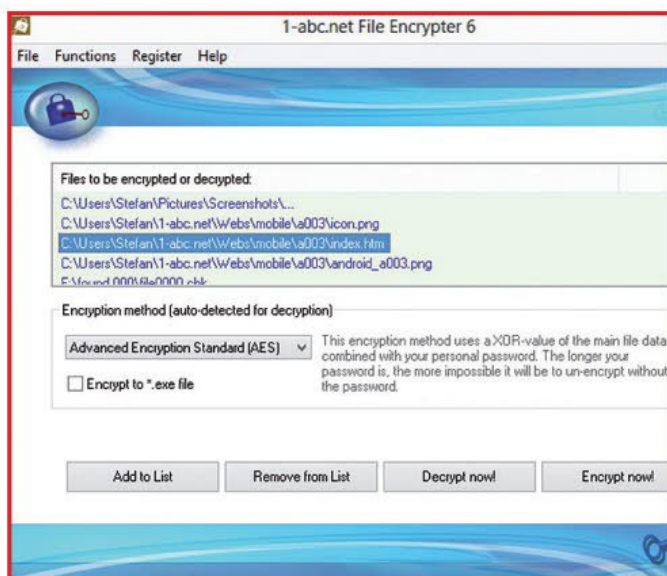 1-abc.net File Encrypter 6
File Functions Register Help
Files to be encrypted or decrypted:
C:\Users\Stefan\Pictures\Screenshots\...
C:\Users\Stefan\1-abc.net\Webs\mobile\a003\icon.png
C:\Users\Stefan\1-abc.net\Webs\mobile\a003\index.htm
C:\Users\Stefan\1-abc.net\Webs\mobile\a003\android_a003.png
F:\found.000\file0000.chk
Encryption method (auto-detected for decryption)
Advanced Encryption Standard (AES)
This encryption method uses a XOR-value of the main file data
combined with your personal password. The longer your
password is, the more impossible it will be to un-encrypt without
the password.
Encrypt to *.exe file
Add to List Remove from List Decrypt now! Encrypt now!